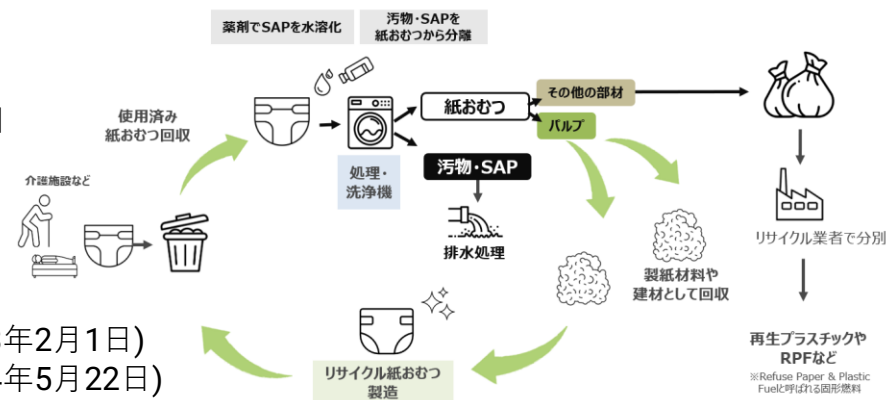 薬剤でSAPを水溶化
汚物・SAPを
紙おむつから分離
使用済み
紙おむつ回収
介護施設など
処理・
洗浄機
紙おむつ
その他の部材
パルプ
汚物・SAP
排水処理
製紙材料や
建材として回収
リサイクル業者で分別
再生プラスチックや
RPFなど
※Refuse Paper & Plastic
Fuelと呼ばれる固形燃料
リサイクル紙おむつ
製造
年2月1日)
年5月22日)